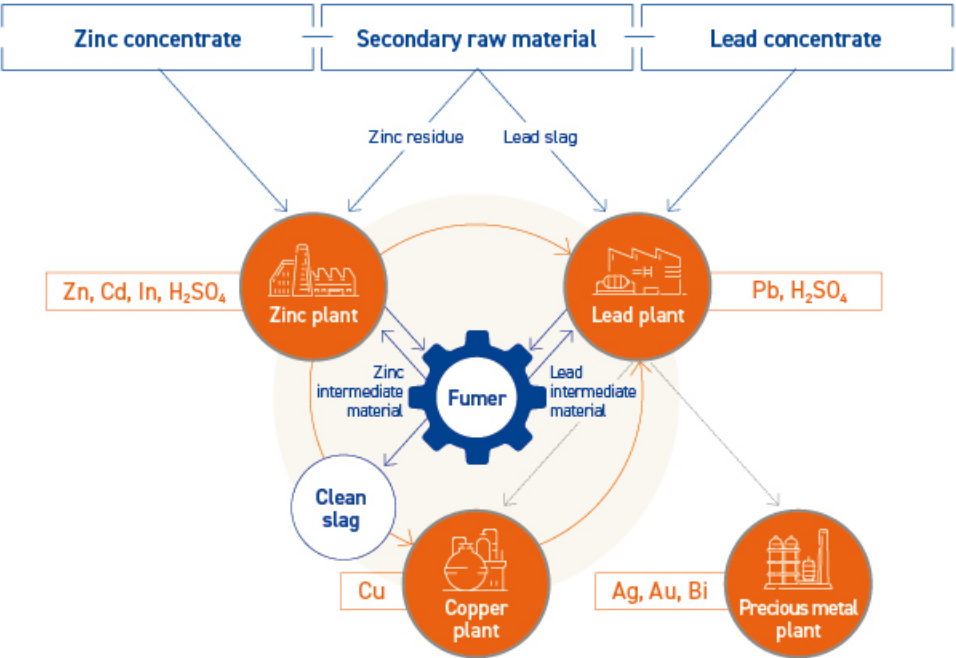 Zinc concentrate
Secondary raw material
Lead concentrate
Zinc residue
Lead slag
Zn, Cd, In, H₂SO₄
Zinc plant
Lead plant
Pb, H₂SO₄
Zinc
intermediate
material
Fumer
Lead
intermediate
material
Clean
slag
Cu
Copper
plant
Ag, Au, Bi
Precious metal
plant